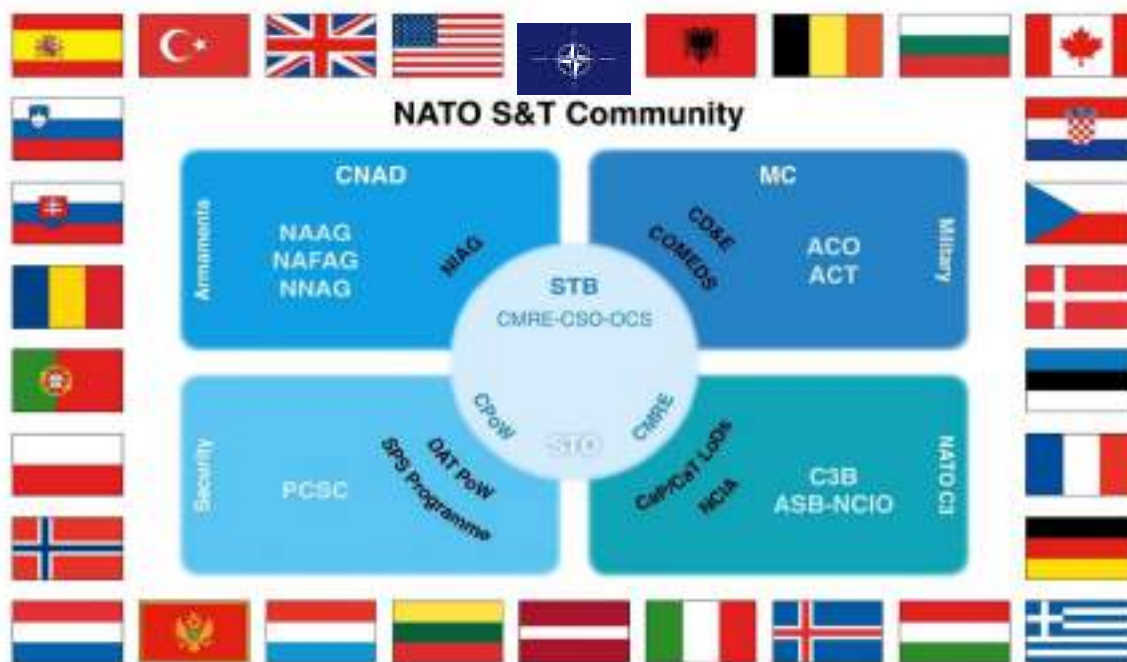 NATO S&T Community
CNAD
Armaments
NAAG
NAFAG
NNAG
NIAG
MC
CD&E
COMEDS
ACO
ACT
Military
STB
CMRE-CSO-OCS
CPoW
STO
CMRE
Security
PCSC
DAT PoW
SPS Programme
CaP/CaT LoDs
NCIA
C3B
ASB-NCIO
NATO C3